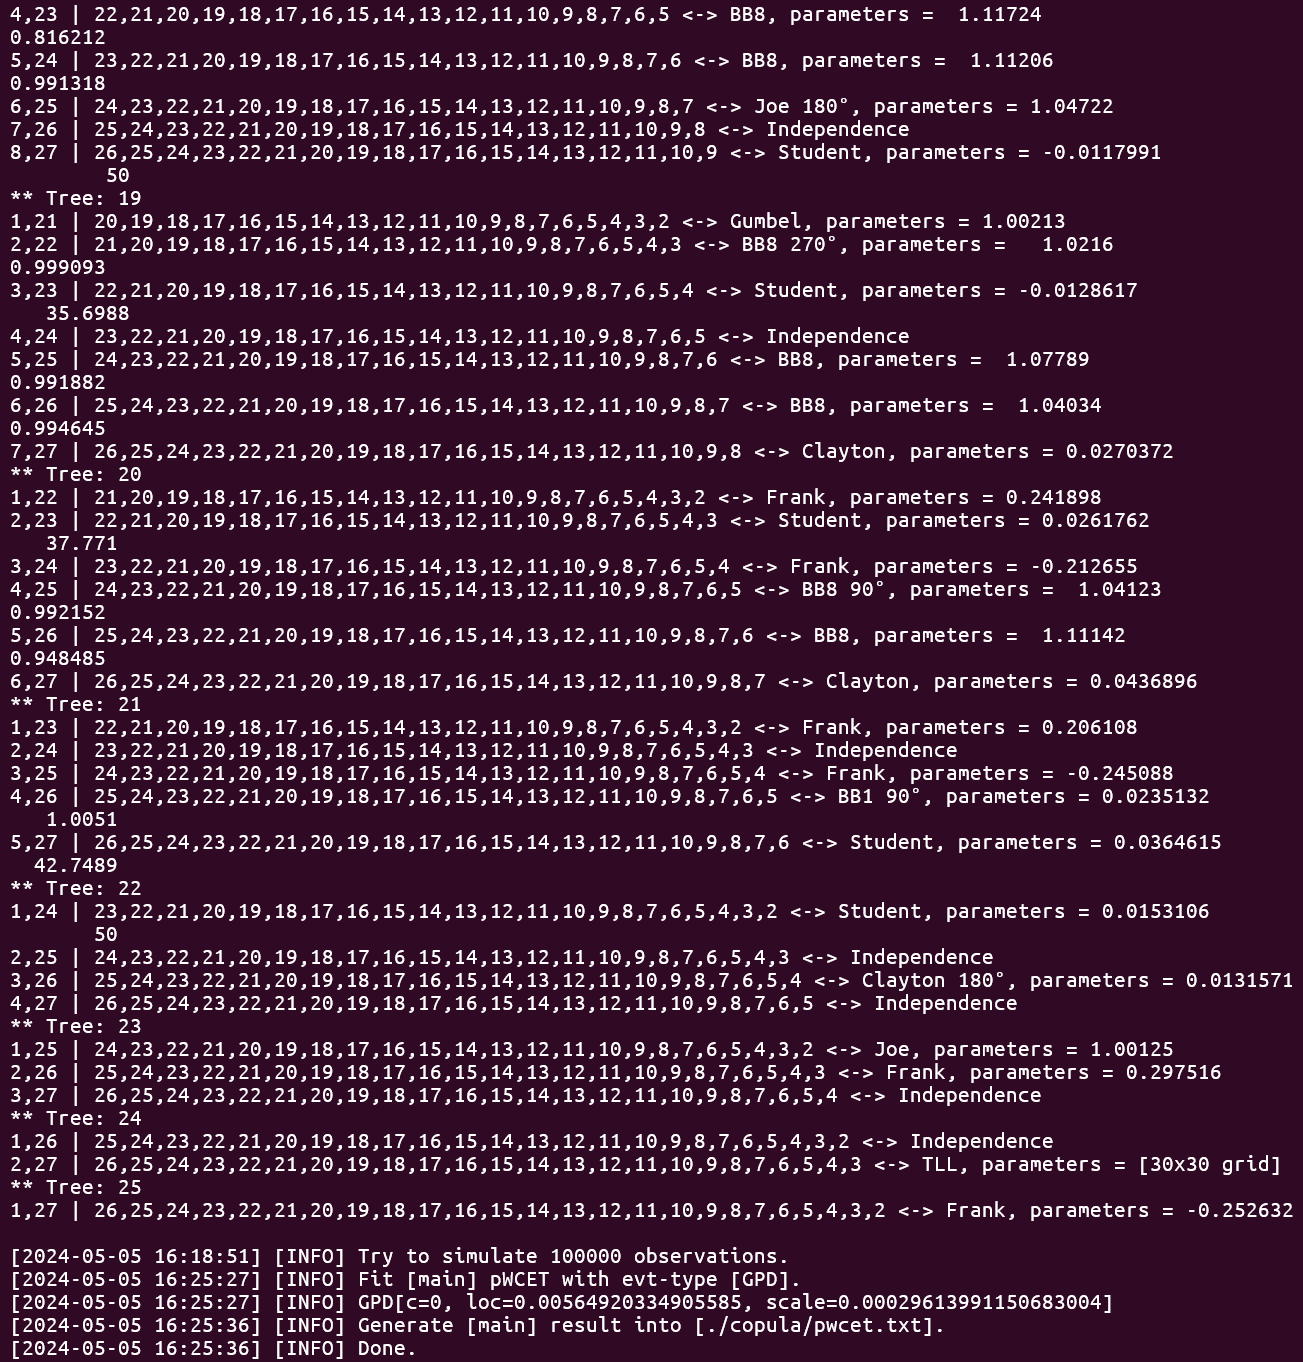 4,23 | 22,21,20,19,18,17,16,15,14,13,12,11,10,9,8,7,6,5 <-> BB8, parameters =  1.11724
0.816212
5,24 | 23,22,21,20,19,18,17,16,15,14,13,12,11,10,9,8,7,6 <-> BB8, parameters =  1.11206
0.991318
6,25 | 24,23,22,21,20,19,18,17,16,15,14,13,12,11,10,9,8,7 <-> Joe 180°, parameters = 1.04722
7,26 | 25,24,23,22,21,20,19,18,17,16,15,14,13,12,11,10,9,8 <-> Independence
8,27 | 26,25,24,23,22,21,20,19,18,17,16,15,14,13,12,11,10,9 <-> Student, parameters = -0.0117991
        50
** Tree: 19
1,21 | 20,19,18,17,16,15,14,13,12,11,10,9,8,7,6,5,4,3,2 <-> Gumbel, parameters = 1.00213
2,22 | 21,20,19,18,17,16,15,14,13,12,11,10,9,8,7,6,5,4,3 <-> BB8 270°, parameters =   1.0216
0.999093
3,23 | 22,21,20,19,18,17,16,15,14,13,12,11,10,9,8,7,6,5,4 <-> Student, parameters = -0.0128617
   35.6988
4,24 | 23,22,21,20,19,18,17,16,15,14,13,12,11,10,9,8,7,6,5 <-> Independence
5,25 | 24,23,22,21,20,19,18,17,16,15,14,13,12,11,10,9,8,7,6 <-> BB8, parameters =  1.07789
0.991882
6,26 | 25,24,23,22,21,20,19,18,17,16,15,14,13,12,11,10,9,8,7 <-> BB8, parameters =  1.04034
0.994645
7,27 | 26,25,24,23,22,21,20,19,18,17,16,15,14,13,12,11,10,9,8 <-> Clayton, parameters = 0.0270372
** Tree: 20
1,22 | 21,20,19,18,17,16,15,14,13,12,11,10,9,8,7,6,5,4,3,2 <-> Frank, parameters = 0.241898
2,23 | 22,21,20,19,18,17,16,15,14,13,12,11,10,9,8,7,6,5,4,3 <-> Student, parameters = 0.0261762
   37.771
3,24 | 23,22,21,20,19,18,17,16,15,14,13,12,11,10,9,8,7,6,5,4 <-> Frank, parameters = -0.212655
4,25 | 24,23,22,21,20,19,18,17,16,15,14,13,12,11,10,9,8,7,6,5 <-> BB8 90°, parameters =  1.04123
0.992152
5,26 | 25,24,23,22,21,20,19,18,17,16,15,14,13,12,11,10,9,8,7,6 <-> BB8, parameters =  1.11142
0.948485
6,27 | 26,25,24,23,22,21,20,19,18,17,16,15,14,13,12,11,10,9,8,7 <-> Clayton, parameters = 0.0436896
** Tree: 21
1,23 | 22,21,20,19,18,17,16,15,14,13,12,11,10,9,8,7,6,5,4,3,2 <-> Frank, parameters = 0.206108
2,24 | 23,22,21,20,19,18,17,16,15,14,13,12,11,10,9,8,7,6,5,4,3 <-> Independence
3,25 | 24,23,22,21,20,19,18,17,16,15,14,13,12,11,10,9,8,7,6,5,4 <-> Frank, parameters = -0.245088
4,26 | 25,24,23,22,21,20,19,18,17,16,15,14,13,12,11,10,9,8,7,6,5 <-> BB1 90°, parameters = 0.0235132
   1.0051
5,27 | 26,25,24,23,22,21,20,19,18,17,16,15,14,13,12,11,10,9,8,7,6 <-> Student, parameters = 0.0364615
  42.7489
** Tree: 22
1,24 | 23,22,21,20,19,18,17,16,15,14,13,12,11,10,9,8,7,6,5,4,3,2 <-> Student, parameters = 0.0153106
       50
2,25 | 24,23,22,21,20,19,18,17,16,15,14,13,12,11,10,9,8,7,6,5,4,3 <-> Independence
3,26 | 25,24,23,22,21,20,19,18,17,16,15,14,13,12,11,10,9,8,7,6,5,4 <-> Clayton 180°, parameters = 0.0131571
4,27 | 26,25,24,23,22,21,20,19,18,17,16,15,14,13,12,11,10,9,8,7,6,5 <-> Independence
** Tree: 23
1,25 | 24,23,22,21,20,19,18,17,16,15,14,13,12,11,10,9,8,7,6,5,4,3,2 <-> Joe, parameters = 1.00125
2,26 | 25,24,23,22,21,20,19,18,17,16,15,14,13,12,11,10,9,8,7,6,5,4,3 <-> Frank, parameters = 0.297516
3,27 | 26,25,24,23,22,21,20,19,18,17,16,15,14,13,12,11,10,9,8,7,6,5,4 <-> Independence
** Tree: 24
1,26 | 25,24,23,22,21,20,19,18,17,16,15,14,13,12,11,10,9,8,7,6,5,4,3,2 <-> Independence
2,27 | 26,25,24,23,22,21,20,19,18,17,16,15,14,13,12,11,10,9,8,7,6,5,4,3 <-> TLL, parameters = [30x30 grid]
** Tree: 25
1,27 | 26,25,24,23,22,21,20,19,18,17,16,15,14,13,12,11,10,9,8,7,6,5,4,3,2 <-> Frank, parameters = -0.252632

[2024-05-05 16:18:51] [INFO] Try to simulate 100000 observations.
[2024-05-05 16:25:27] [INFO] Fit [main] pWCET with evt-type [GPD].
[2024-05-05 16:25:27] [INFO] GPD[c=0, loc=0.00564920334905585, scale=0.00029613991150683004]
[2024-05-05 16:25:36] [INFO] Generate [main] result into [./copula/pwcet.txt].
[2024-05-05 16:25:36] [INFO] Done.